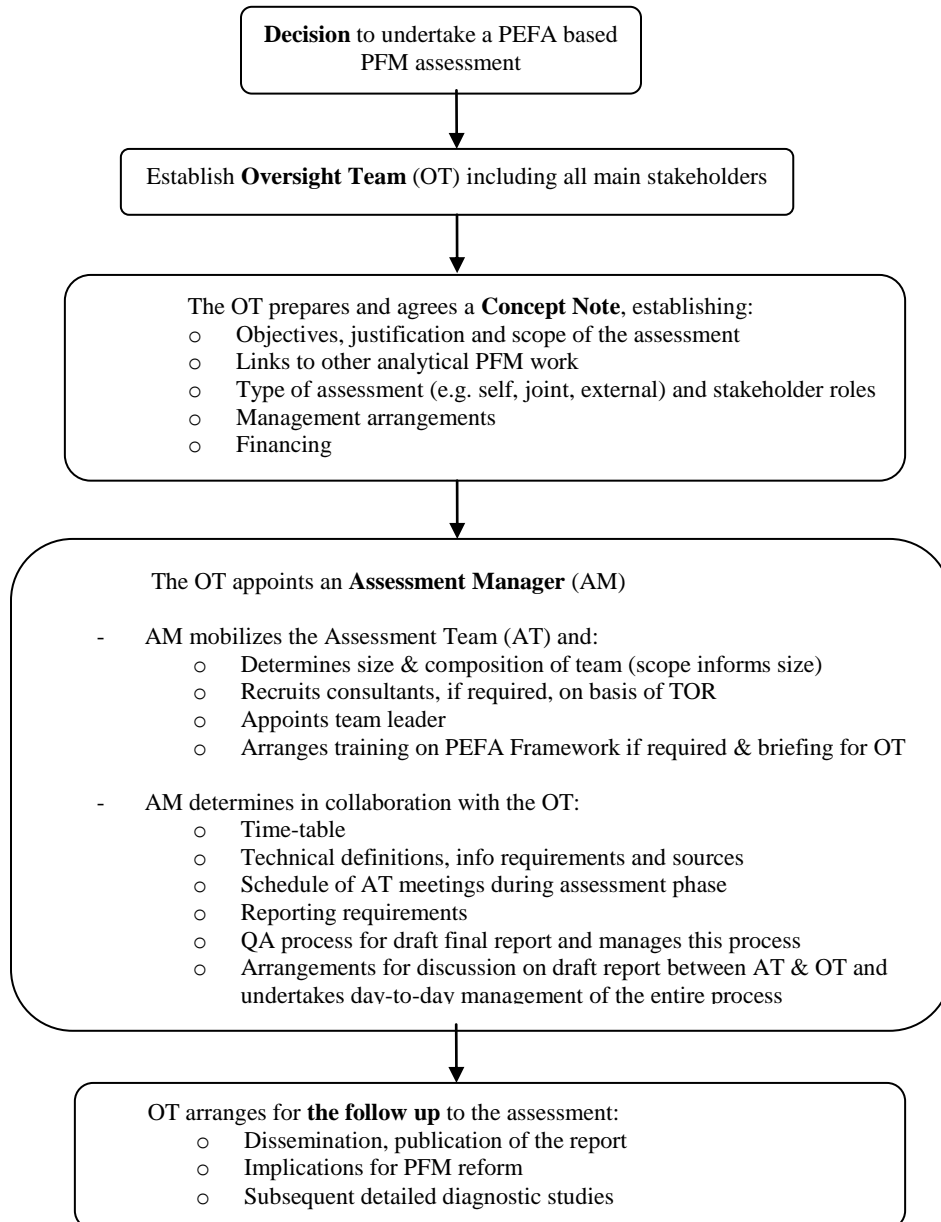 Decision to undertake a PEFA based
PFM assessment
Establish Oversight Team (OT) including all main stakeholders
The OT prepares and agrees a Concept Note, establishing:
o Objectives, justification and scope of the assessment
o Links to other analytical PFM work
o Type of assessment (e.g. self, joint, external) and stakeholder roles
o Management arrangements
o Financing
The OT appoints an Assessment Manager (AM)
- AM mobilizes the Assessment Team (AT) and:
o Determines size & composition of team (scope informs size)
o Recruits consultants, if required, on basis of TOR
o Appoints team leader
o Arranges training on PEFA Framework if required & briefing for OT
- AM determines in collaboration with the OT:
o Time-table
o Technical definitions, info requirements and sources
o Schedule of AT meetings during assessment phase
o Reporting requirements
o QA process for draft final report and manages this process
o Arrangements for discussion on draft report between AT & OT and
undertakes day-to-day management of the entire process
OT arranges for the follow up to the assessment:
o Dissemination, publication of the report
o Implications for PFM reform
o Subsequent detailed diagnostic studies